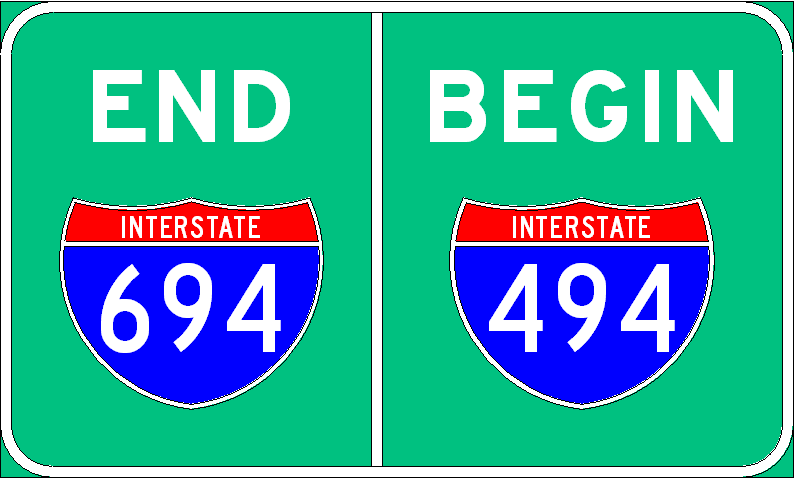 END
INTERSTATE
694
BEGIN
INTERSTATE
494